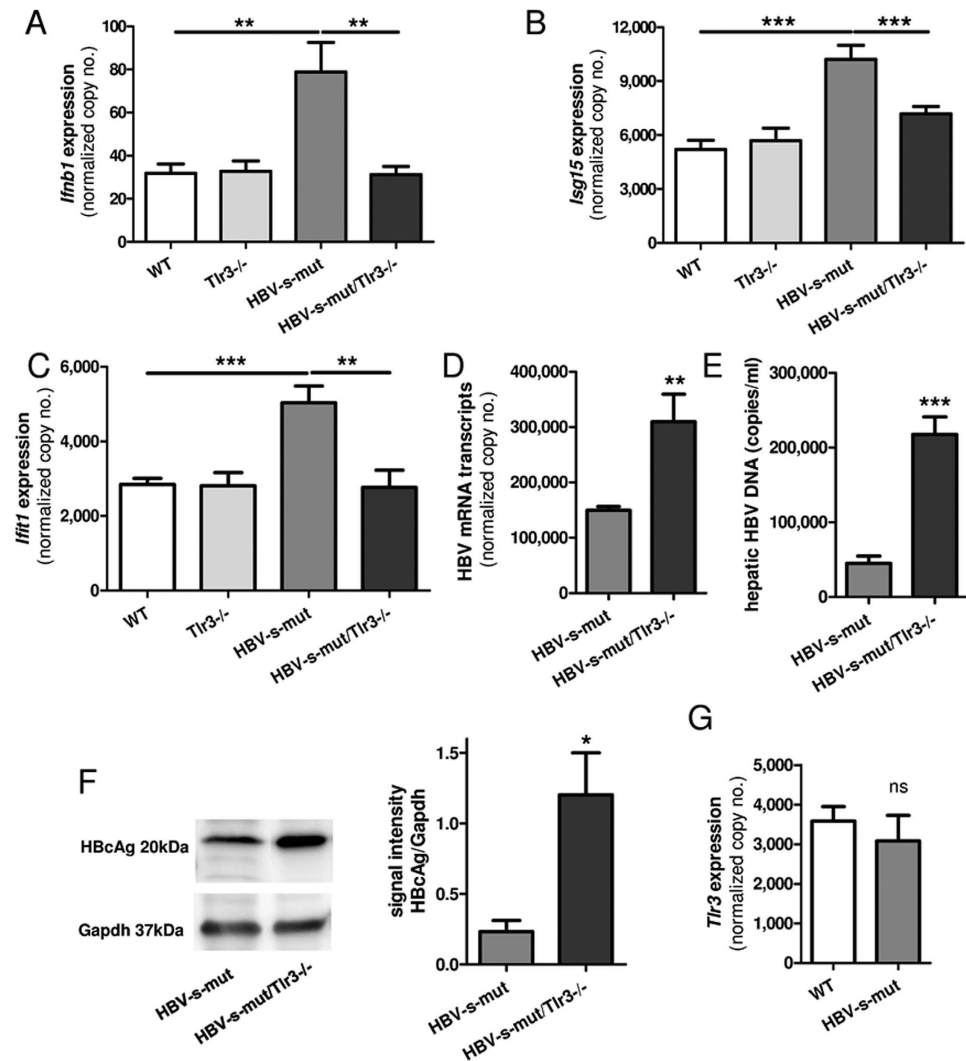 A
Ifnb1 expression
(normalized copy no.)
100
80
60
40
20
0
**
**
WT
Tlr3-/-
HBV-s-mut
HBV-s-mut/Tlr3-/-
B
Isg15 expression
(normalized copy no.)
12,000
9,000
6,000
3,000
0
***
***
WT
Tlr3-/-
HBV-s-mut
HBV-s-mut/Tlr3-/-
C
Ifit1 expression
(normalized copy no.)
6,000
4,000
2,000
0
***
**
WT
Tlr3-/-
HBV-s-mut
HBV-s-mut/Tlr3-/-
D
HBV mRNA transcripts
(normalized copy no.)
400,000
300,000
200,000
100,000
0
**
HBV-s-mut
HBV-s-mut/Tlr3-/-
E
hepatic HBV DNA (copies/ml)
300,000
200,000
100,000
0
***
HBV-s-mut
HBV-s-mut/Tlr3-/-
F
HBcAg 20kDa
Gapdh 37kDa
HBV-s-mut
HBV-s-mut/Tlr3-/-
signal intensity
HBcAg/Gapdh
1.5
1.0
0.5
0.0
*
HBV-s-mut
HBV-s-mut/Tlr3-/-
G
Tlr3 expression
(normalized copy no.)
5,000
4,000
3,000
2,000
1,000
0
ns
WT
HBV-s-mut